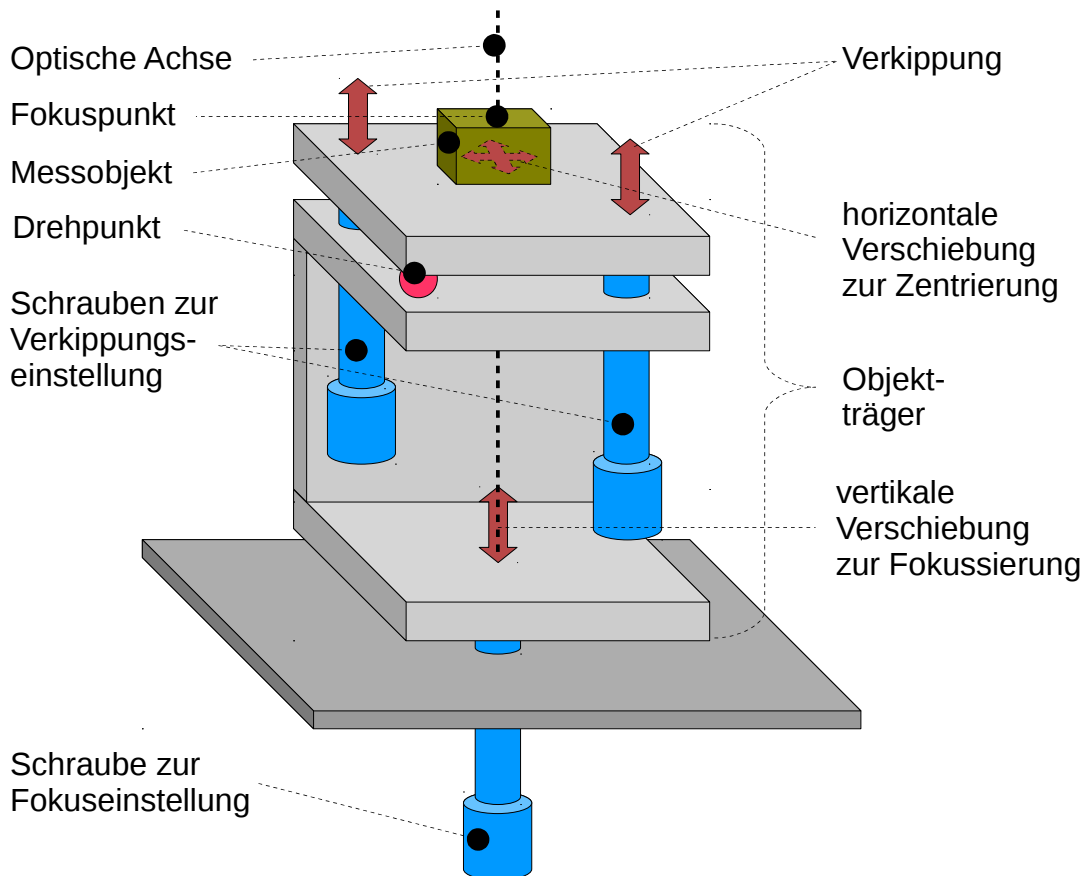 Optische Achse
Fokuspunkt
Messobjekt
Drehpunkt
Schrauben zur
Verkippungs-
einstellung
Schraube zur
Fokuseinstellung
Verkippung
horizontale
Verschiebung
zur Zentrierung
Objekt-
träger
vertikale
Verschiebung
zur Fokussierung